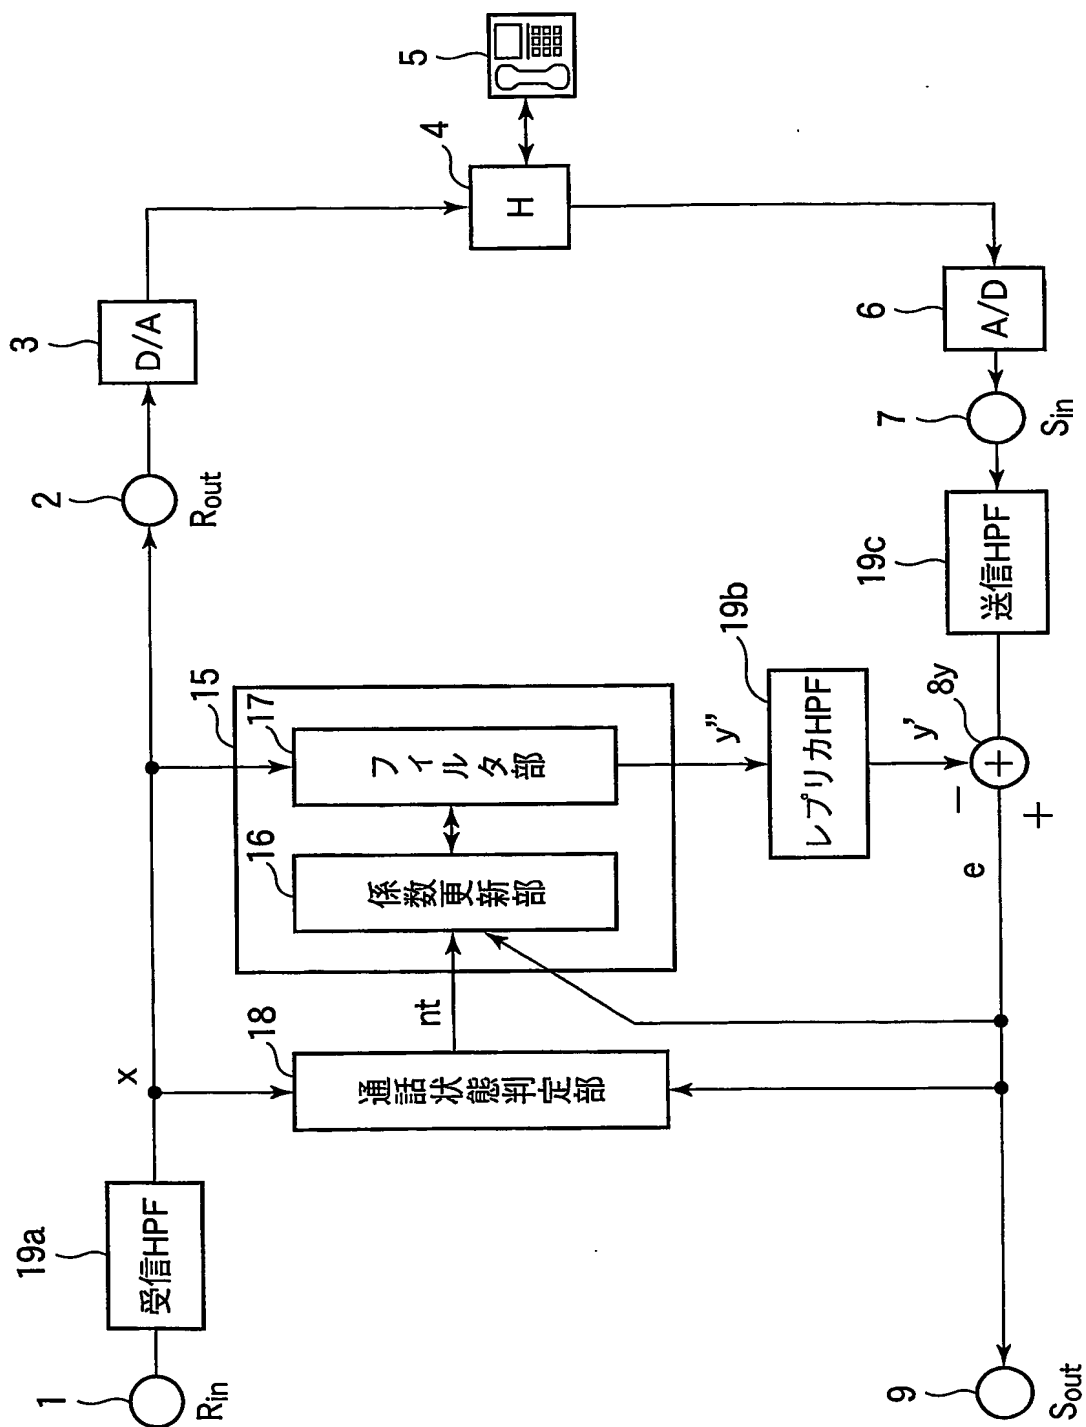 1
Rin
19a
受信HPF
x
2
Rout
3
D/A
4
H
5
6
A/D
7
Sin
19c
送信HPF
15
17
フィルタ部
16
係数更新部
nt
18
通話状態判定部
y"
19b
レプリカHPF
y'
8y
+
−
+
e
9
Sout